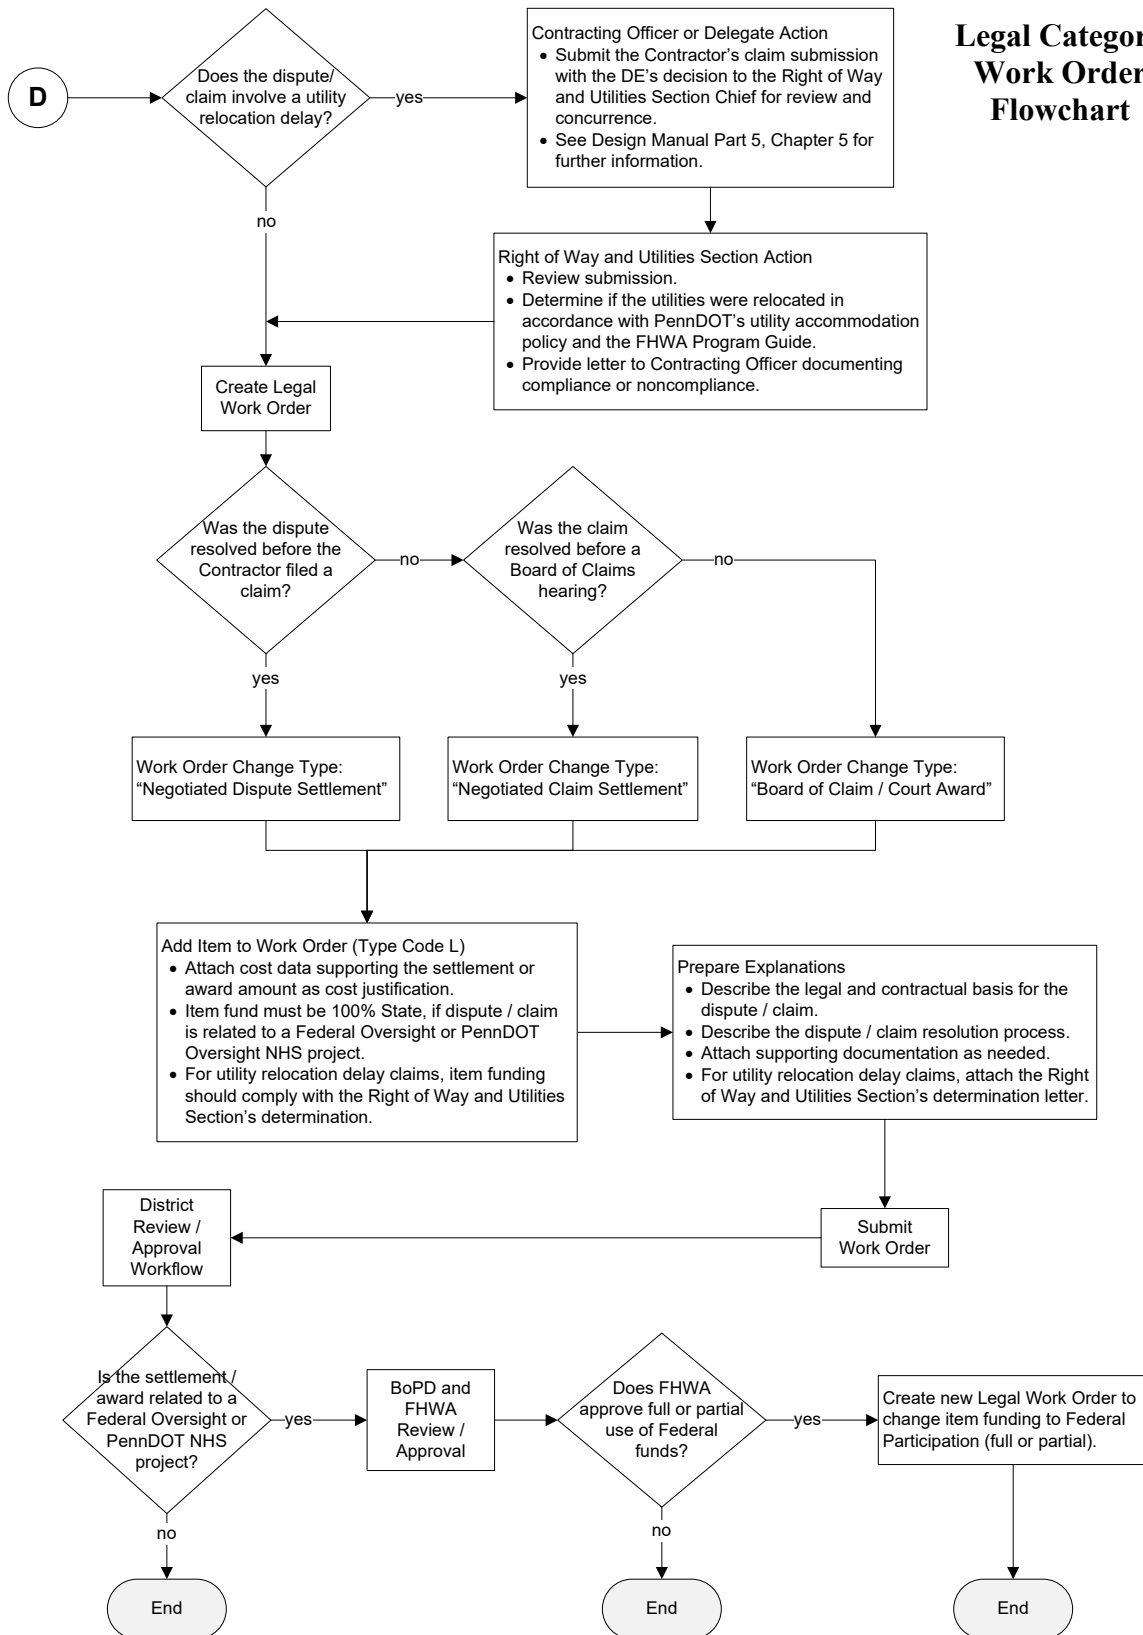 Legal Categor
Work Order
Flowchart
D
Does the dispute/
claim involve a utility
relocation delay?
yes
Contracting Officer or Delegate Action
• Submit the Contractor's claim submission
with the DE's decision to the Right of Way
and Utilities Section Chief for review and
concurrence.
• See Design Manual Part 5, Chapter 5 for
further information.
no
Right of Way and Utilities Section Action
• Review submission.
• Determine if the utilities were relocated in
accordance with PennDOT's utility accommodation
policy and the FHWA Program Guide.
• Provide letter to Contracting Officer documenting
compliance or noncompliance.
Create Legal
Work Order
Was the dispute
resolved before the
Contractor filed a
claim?
no
Was the claim
resolved before a
Board of Claims
hearing?
no
yes
yes
Work Order Change Type:
“Negotiated Dispute Settlement”
Work Order Change Type:
“Negotiated Claim Settlement”
Work Order Change Type:
“Board of Claim / Court Award”
Add Item to Work Order (Type Code L)
• Attach cost data supporting the settlement or
award amount as cost justification.
• Item fund must be 100% State, if dispute / claim
is related to a Federal Oversight or PennDOT
Oversight NHS project.
• For utility relocation delay claims, item funding
should comply with the Right of Way and Utilities
Section's determination.
Prepare Explanations
• Describe the legal and contractual basis for the
dispute / claim.
• Describe the dispute / claim resolution process.
• Attach supporting documentation as needed.
• For utility relocation delay claims, attach the Right
of Way and Utilities Section's determination letter.
Submit
Work Order
District
Review /
Approval
Workflow
Is the settlement /
award related to a
Federal Oversight or
PennDOT NHS
project?
yes
BoPD and
FHWA
Review /
Approval
Does FHWA
approve full or partial
use of Federal
funds?
yes
Create new Legal Work Order to
change item funding to Federal
Participation (full or partial).
no
no
End
End
End